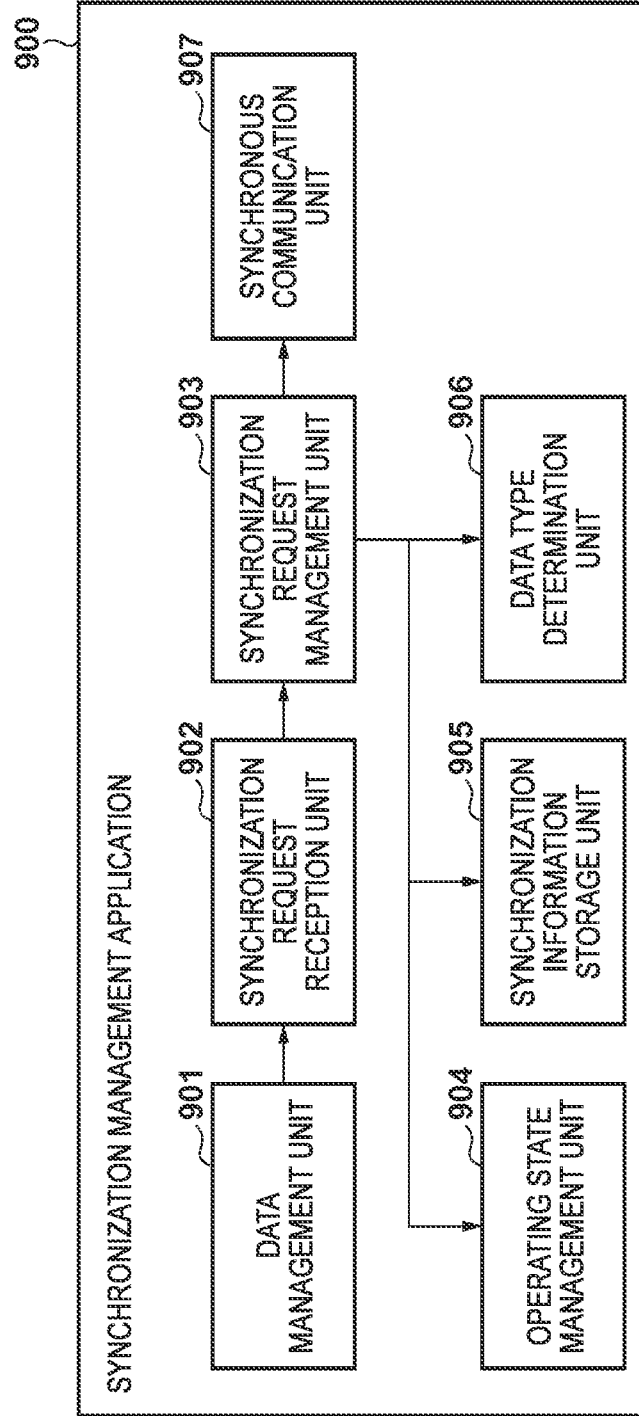 900
SYNCHRONIZATION MANAGEMENT APPLICATION
901
DATA
MANAGEMENT UNIT
902
SYNCHRONIZATION
REQUEST
RECEPTION UNIT
903
SYNCHRONIZATION
REQUEST
MANAGEMENT UNIT
907
SYNCHRONOUS
COMMUNICATION
UNIT
904
OPERATING STATE
MANAGEMENT UNIT
905
SYNCHRONIZATION
INFORMATION
STORAGE UNIT
906
DATA TYPE
DETERMINATION
UNIT